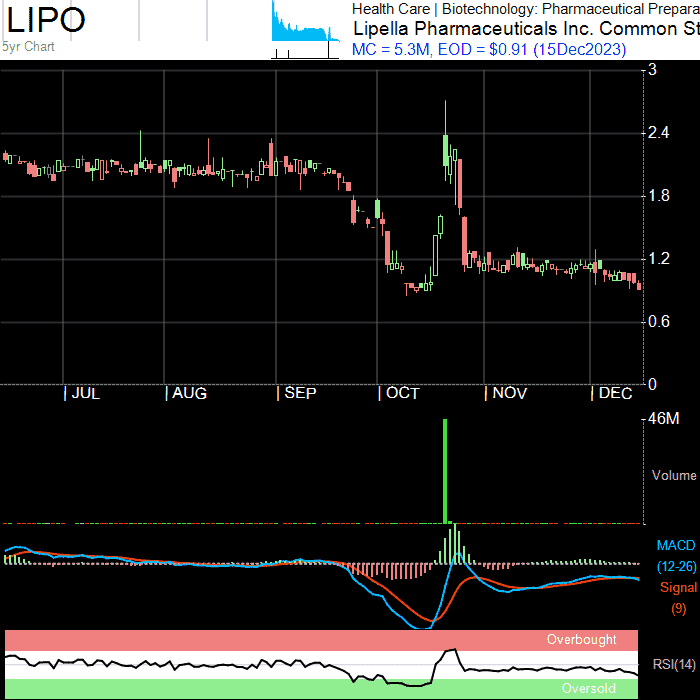 LIPO
5yr Chart
Health Care | Biotechnology: Pharmaceutical Prepara
Lipella Pharmaceuticals Inc. Common St
MC = 5.3M, EOD = $0.91 (15Dec2023)
3
2.4
1.8
1.2
0.6
0
JUL AUG SEP OCT NOV DEC
46M
Volume
MACD
(12-26)
Signal
(9)
Overbought
RSI(14)
Oversold